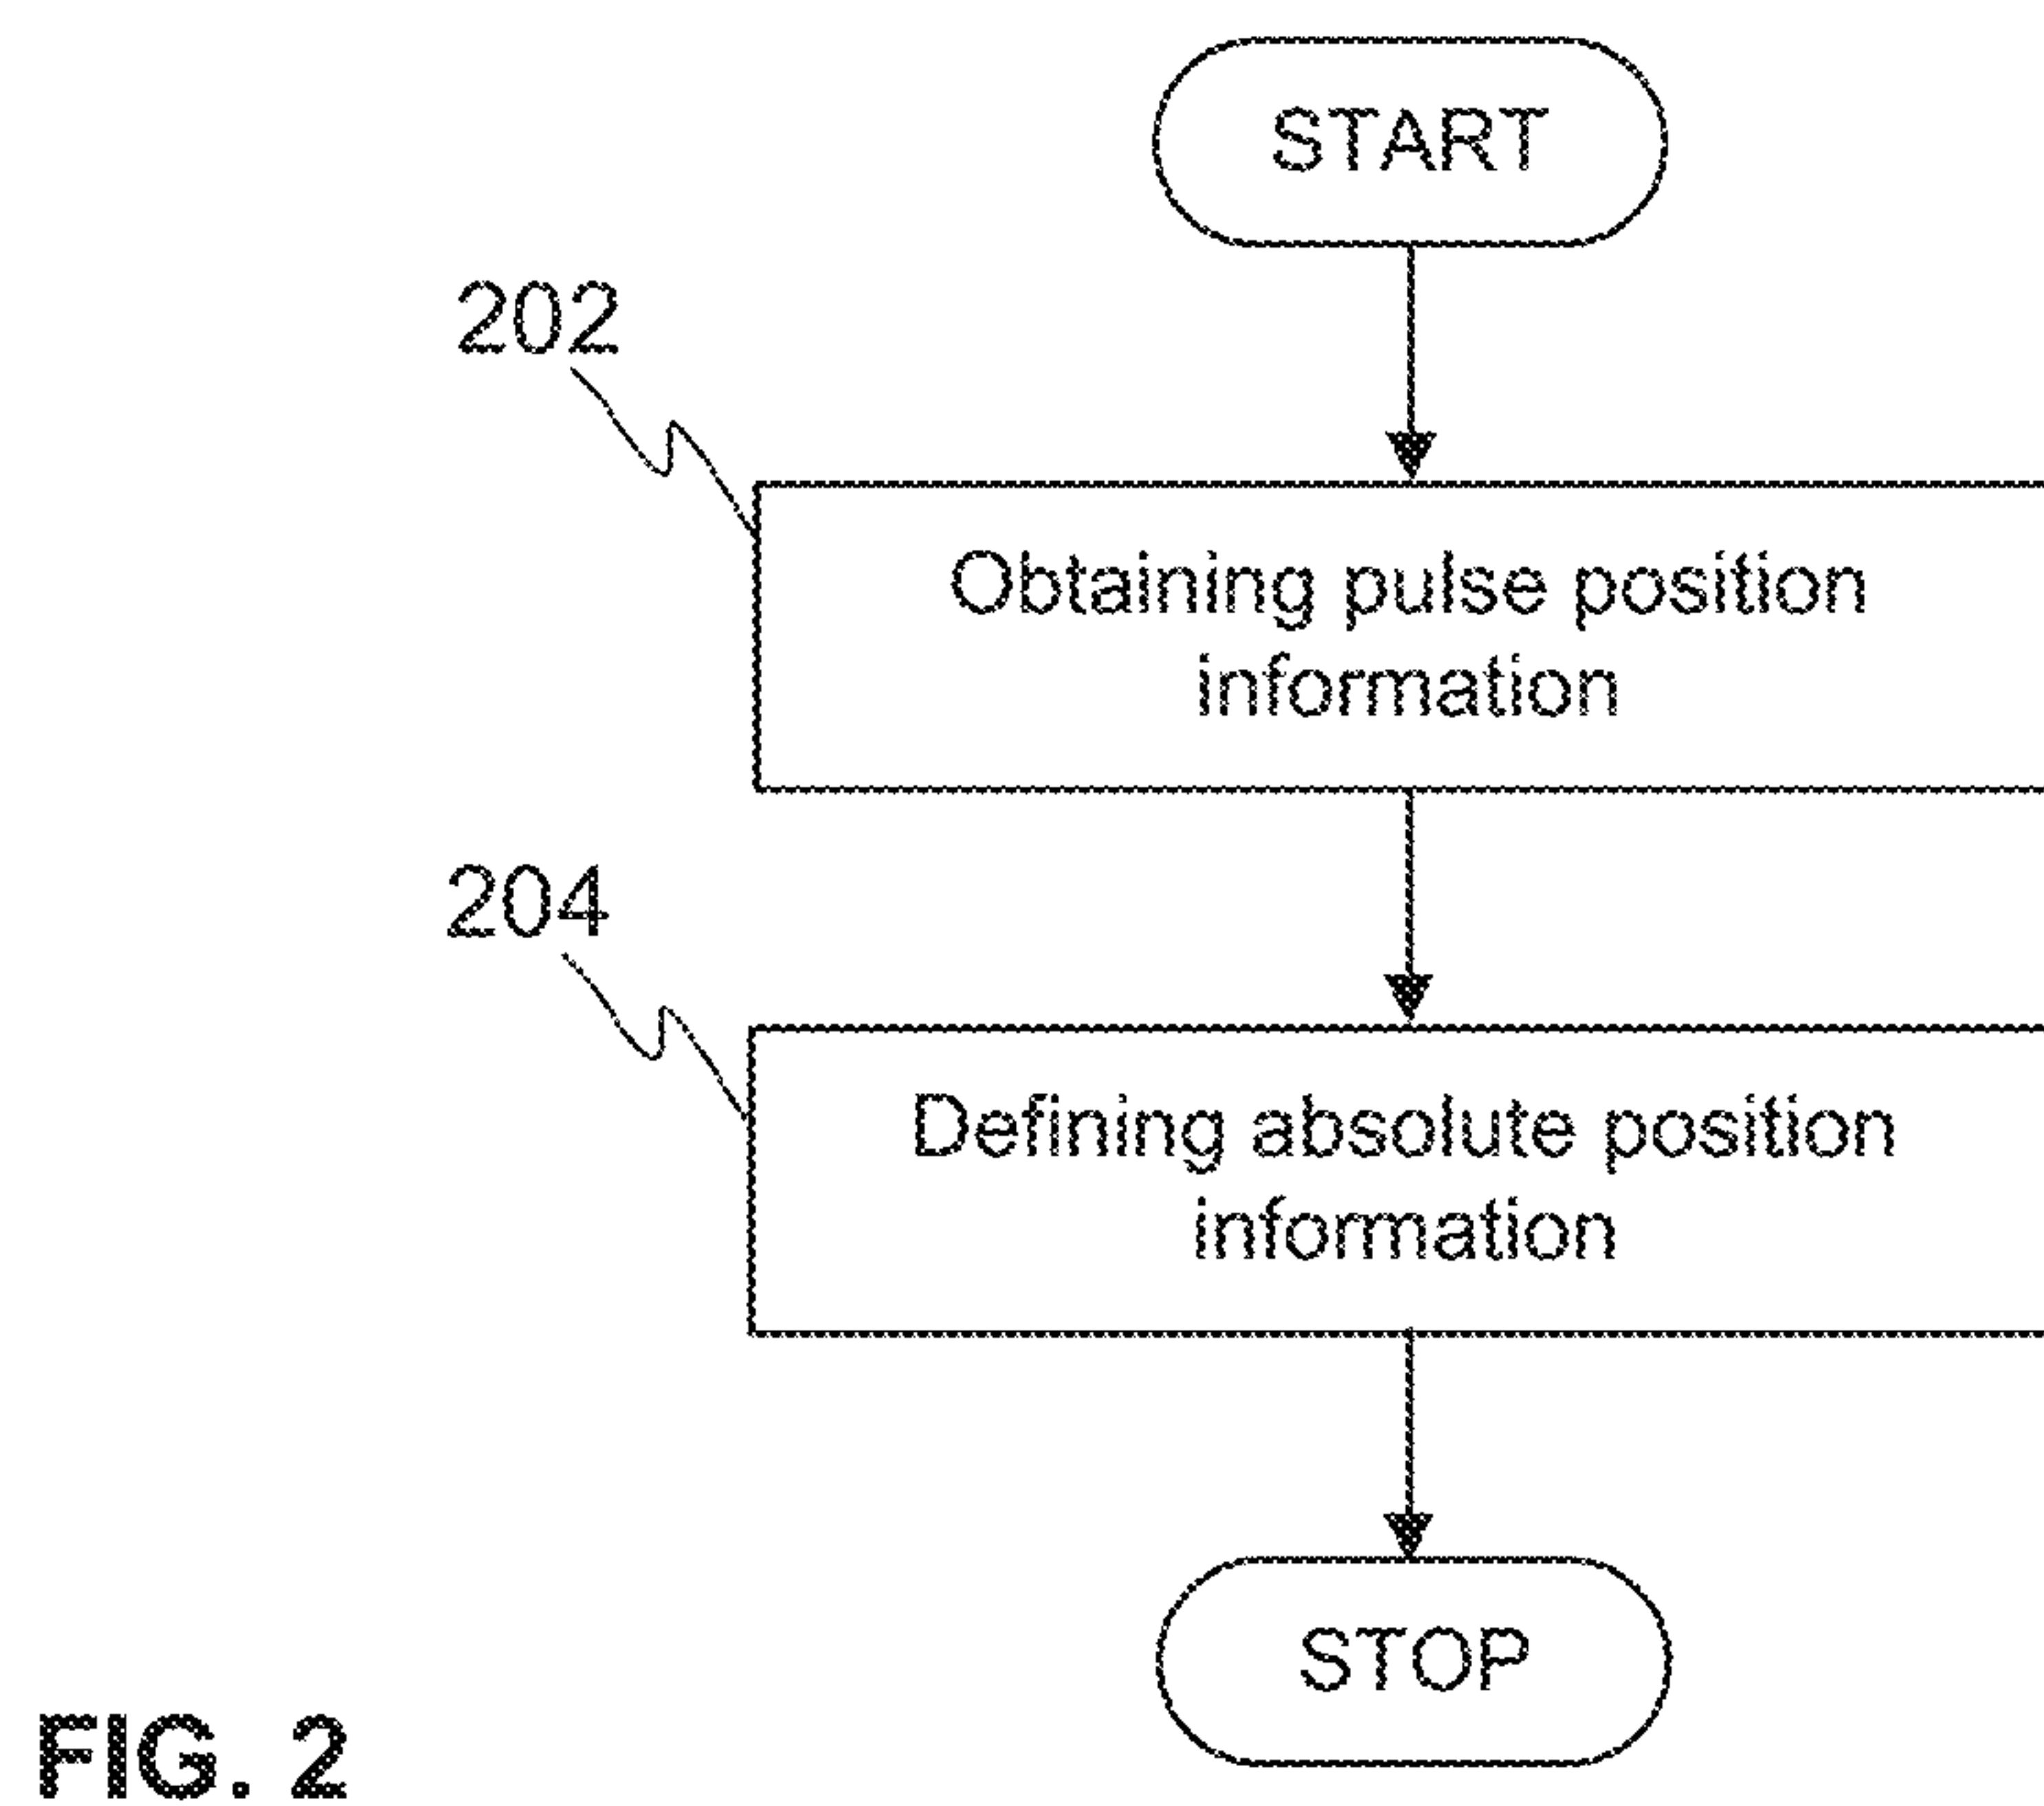 START
202
Obtaining pulse position
information
204
Defining absolute position
information
STOP
FIG. 2